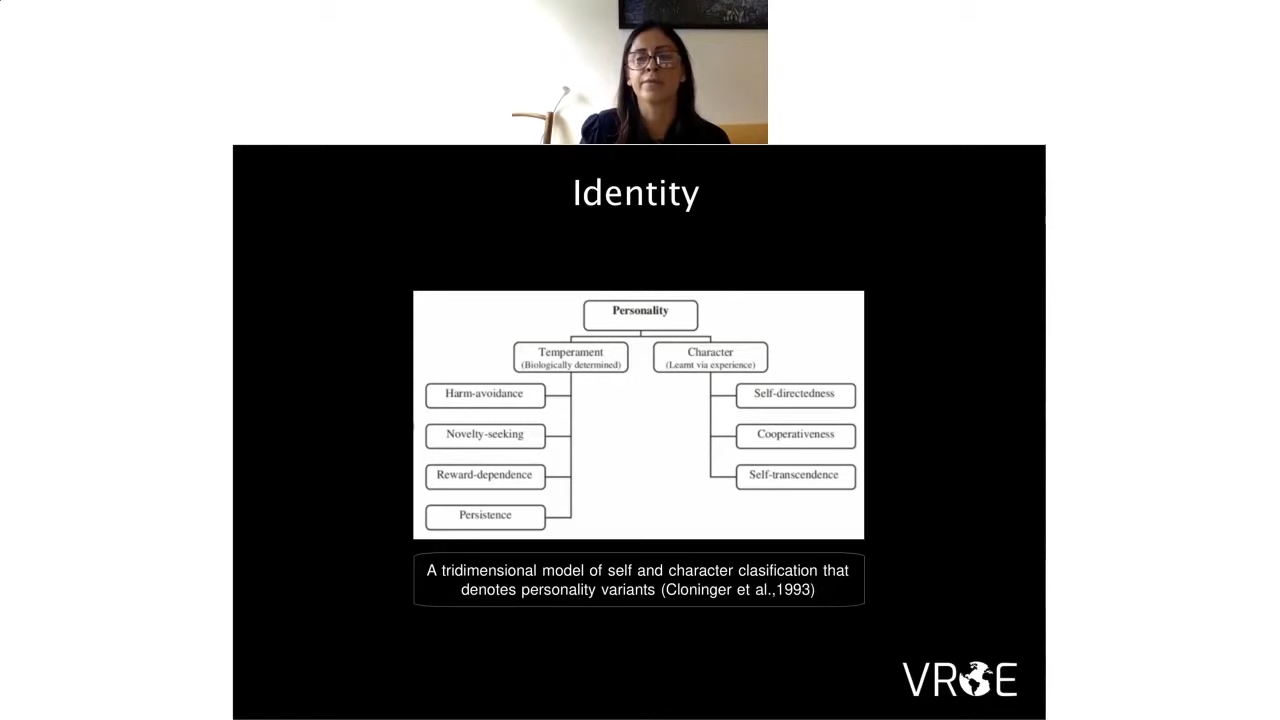 Identity
Personality
Temperament
(Biologically determined)
Character
(Learnt via experience)
Harm-avoidance
Self-directedness
Novelty-seeking
Cooperativeness
Reward-dependence
Self-transcendence
Persistence
A tridimensional model of self and character clasification that
denotes personality variants (Cloninger et al.,1993)
VROE